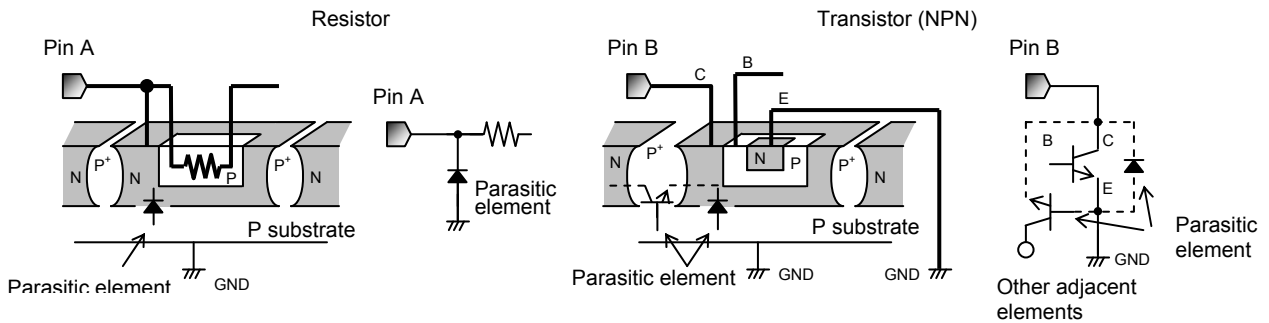 Resistor
Pin A
N
P+
N
P
P+
N
Parasitic element
GND
P substrate
Pin A
Parasitic
element
Transistor (NPN)
Pin B
C
B
E
N
P+
N
P
P+
N
P substrate
Parasitic element
GND
GND
Pin B
B
C
E
GND
Parasitic
element
Other adjacent
elements